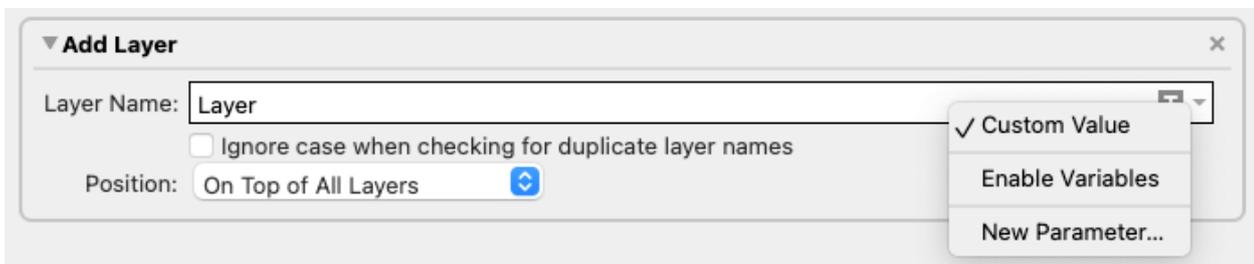 Add Layer
Layer Name: Layer
Custom Value
Ignore case when checking for duplicate layer names
Enable Variables
Position: On Top of All Layers
New Parameter...